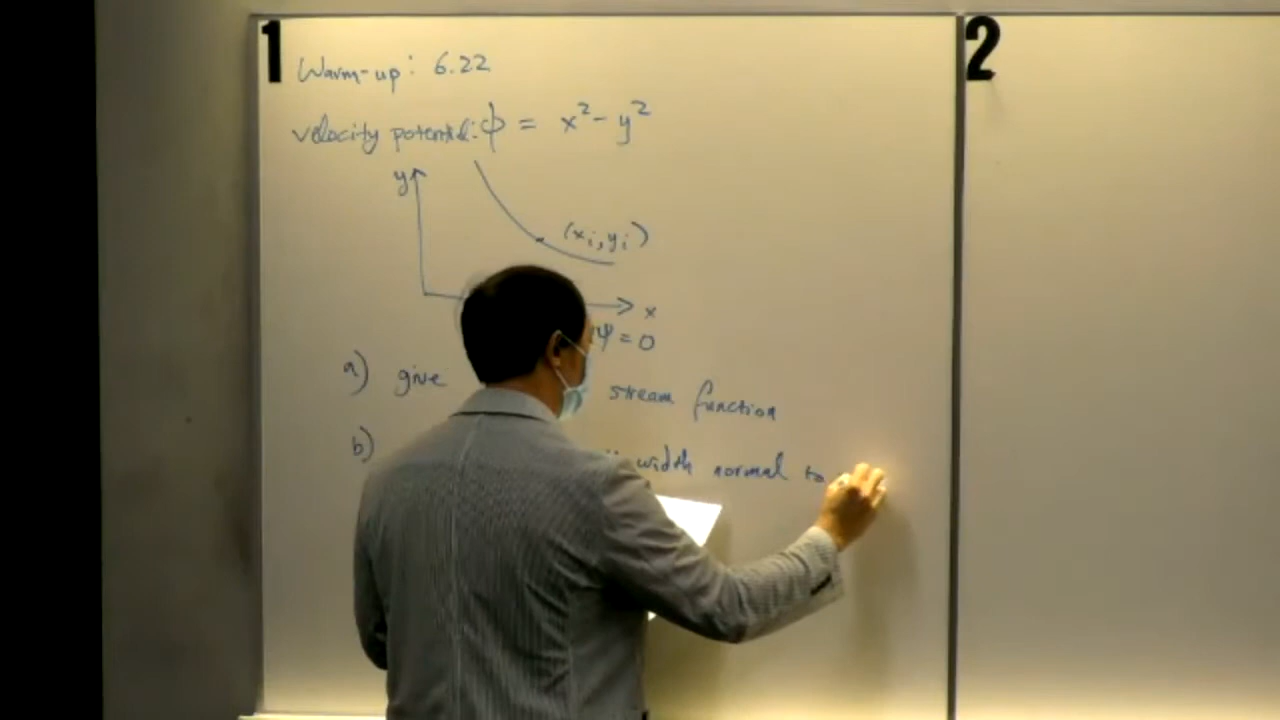 1
Warm-up: 6.22
velocity potential: ϕ = x² - y²
y
(xᵢ, yᵢ)
x
ψ = 0
a) give stream function
b) width normal to
2